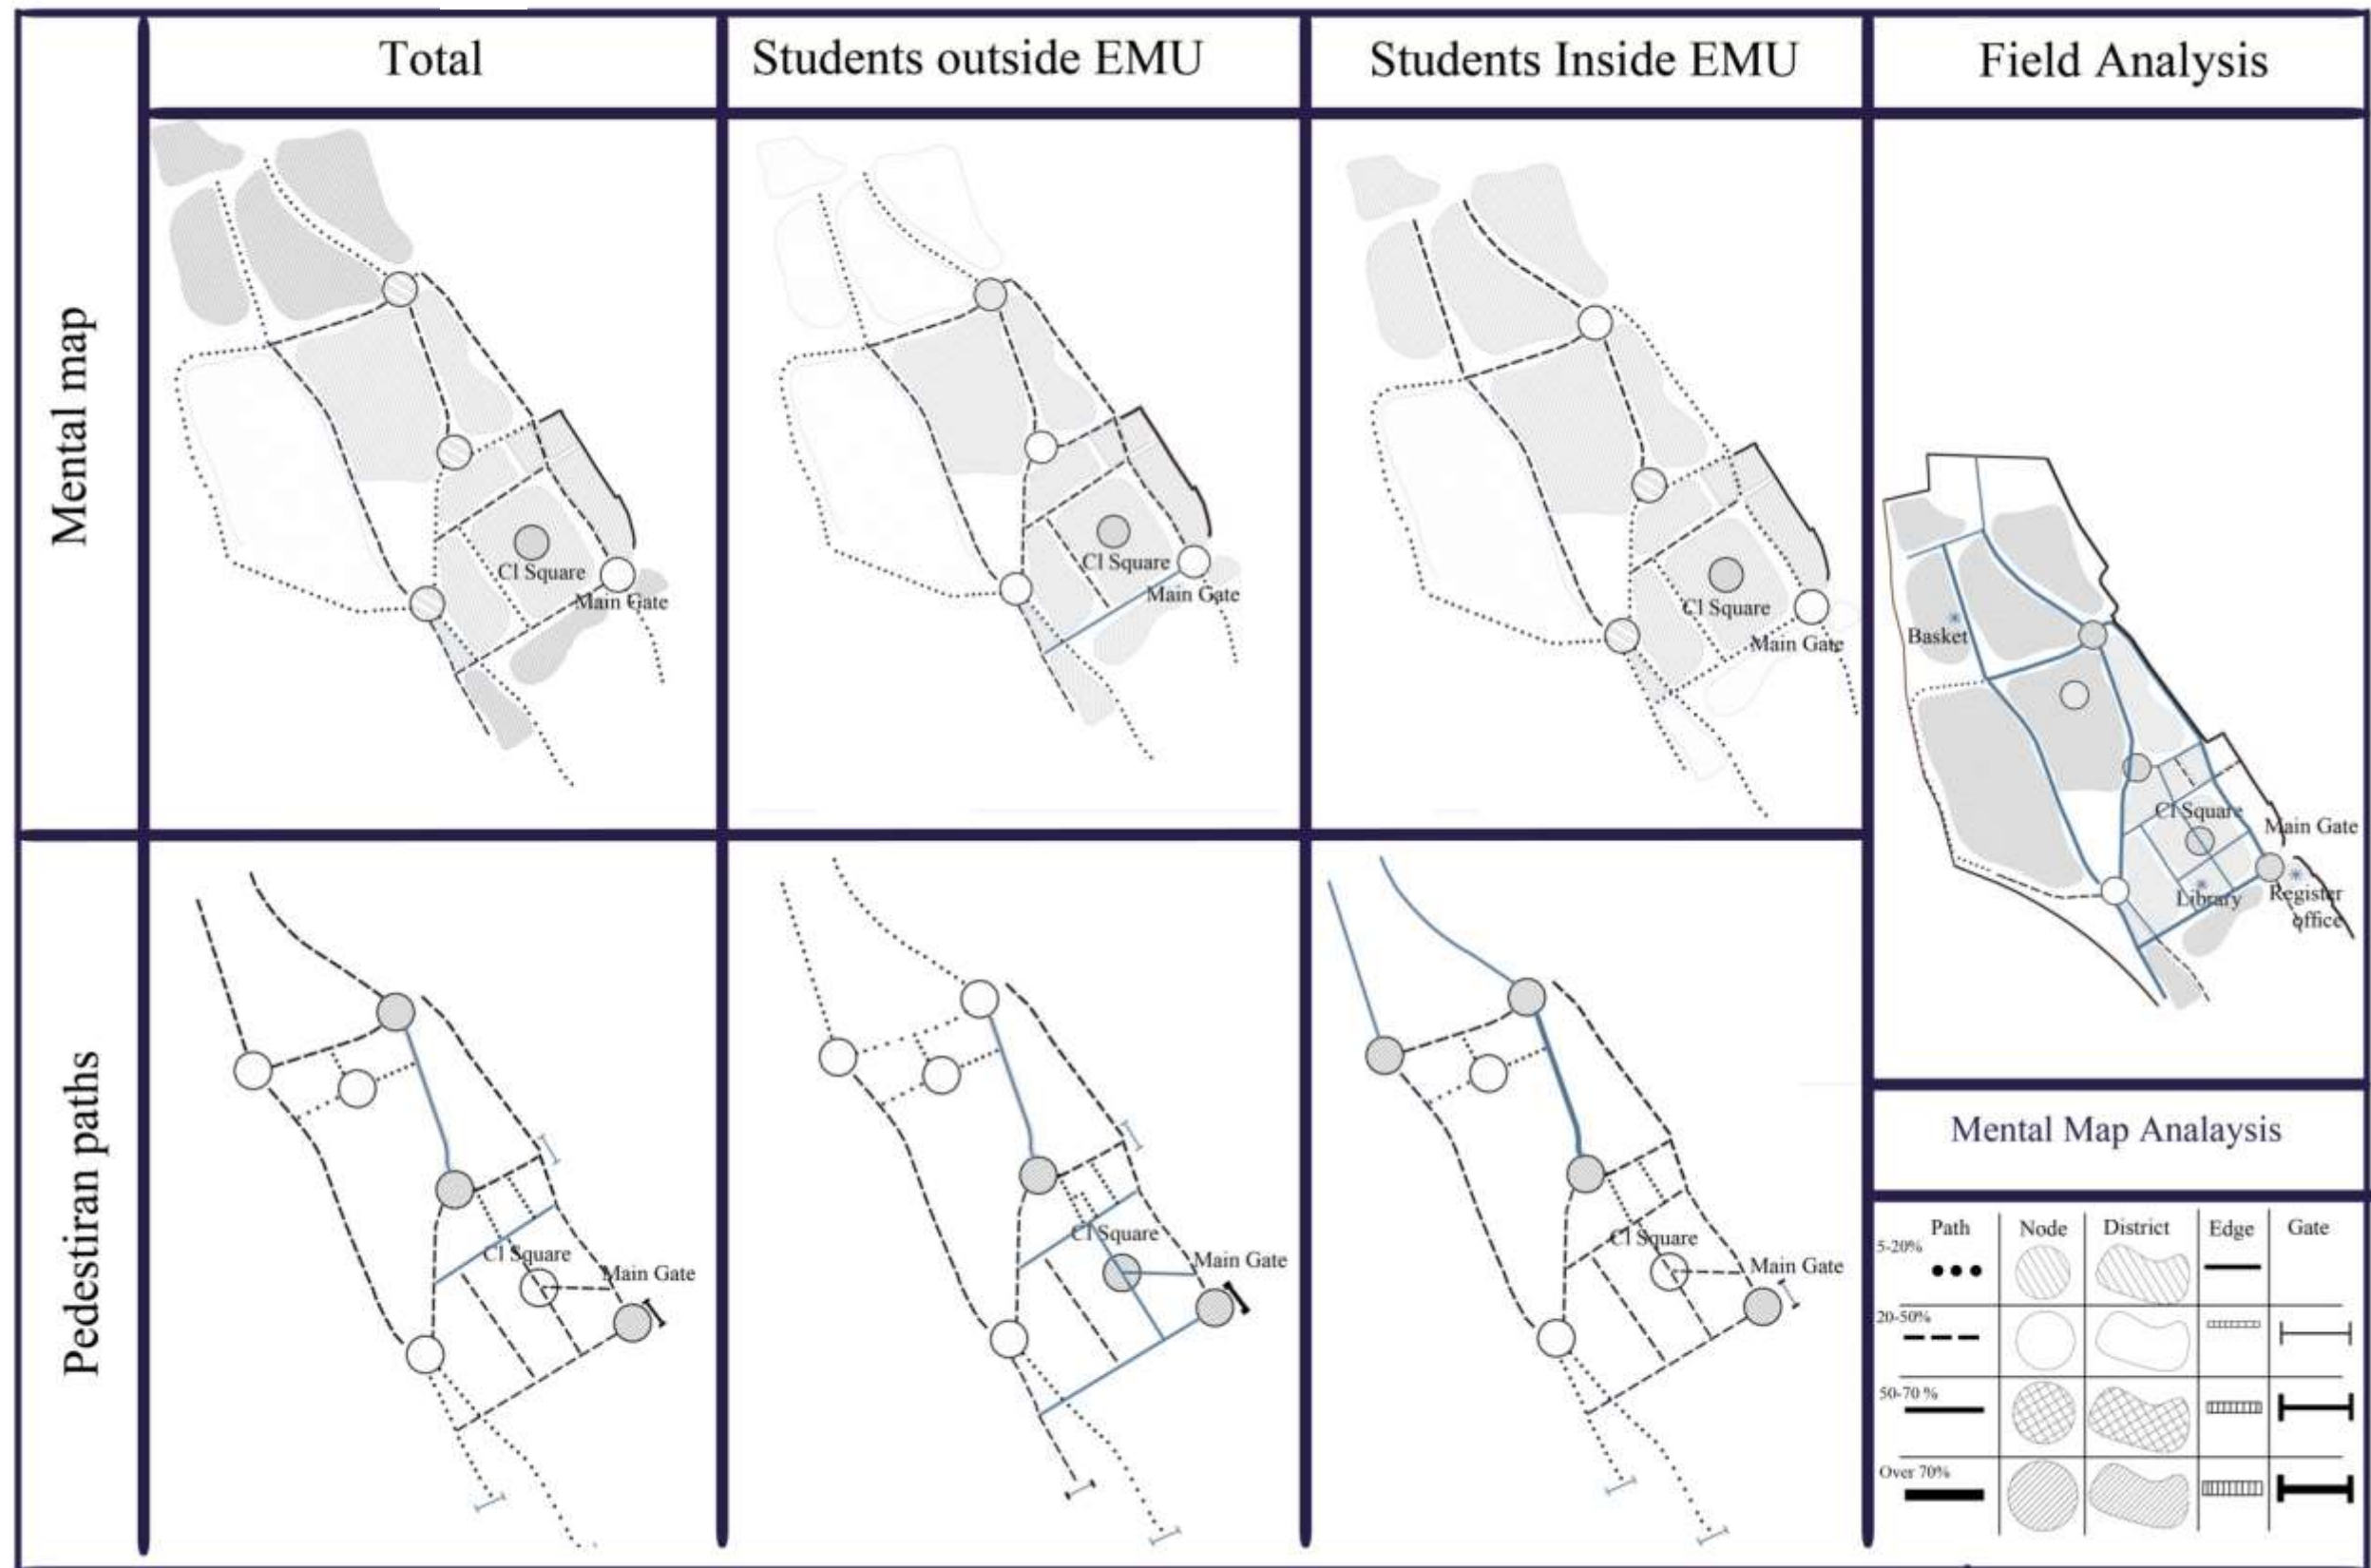 Total
Students outside EMU
Students Inside EMU
Field Analysis
Mental map
Cl Square
Main Gate
Cl Square
Main Gate
Cl Square
Main Gate
Basket
Cl Square
Main Gate
Library
Register
office
Pedestiran paths
Cl Square
Main Gate
Cl Square
Main Gate
Cl Square
Main Gate
Mental Map Analaysis
Path
Node
District
Edge
Gate
5-20%
20-50%
50-70 %
Over 70%